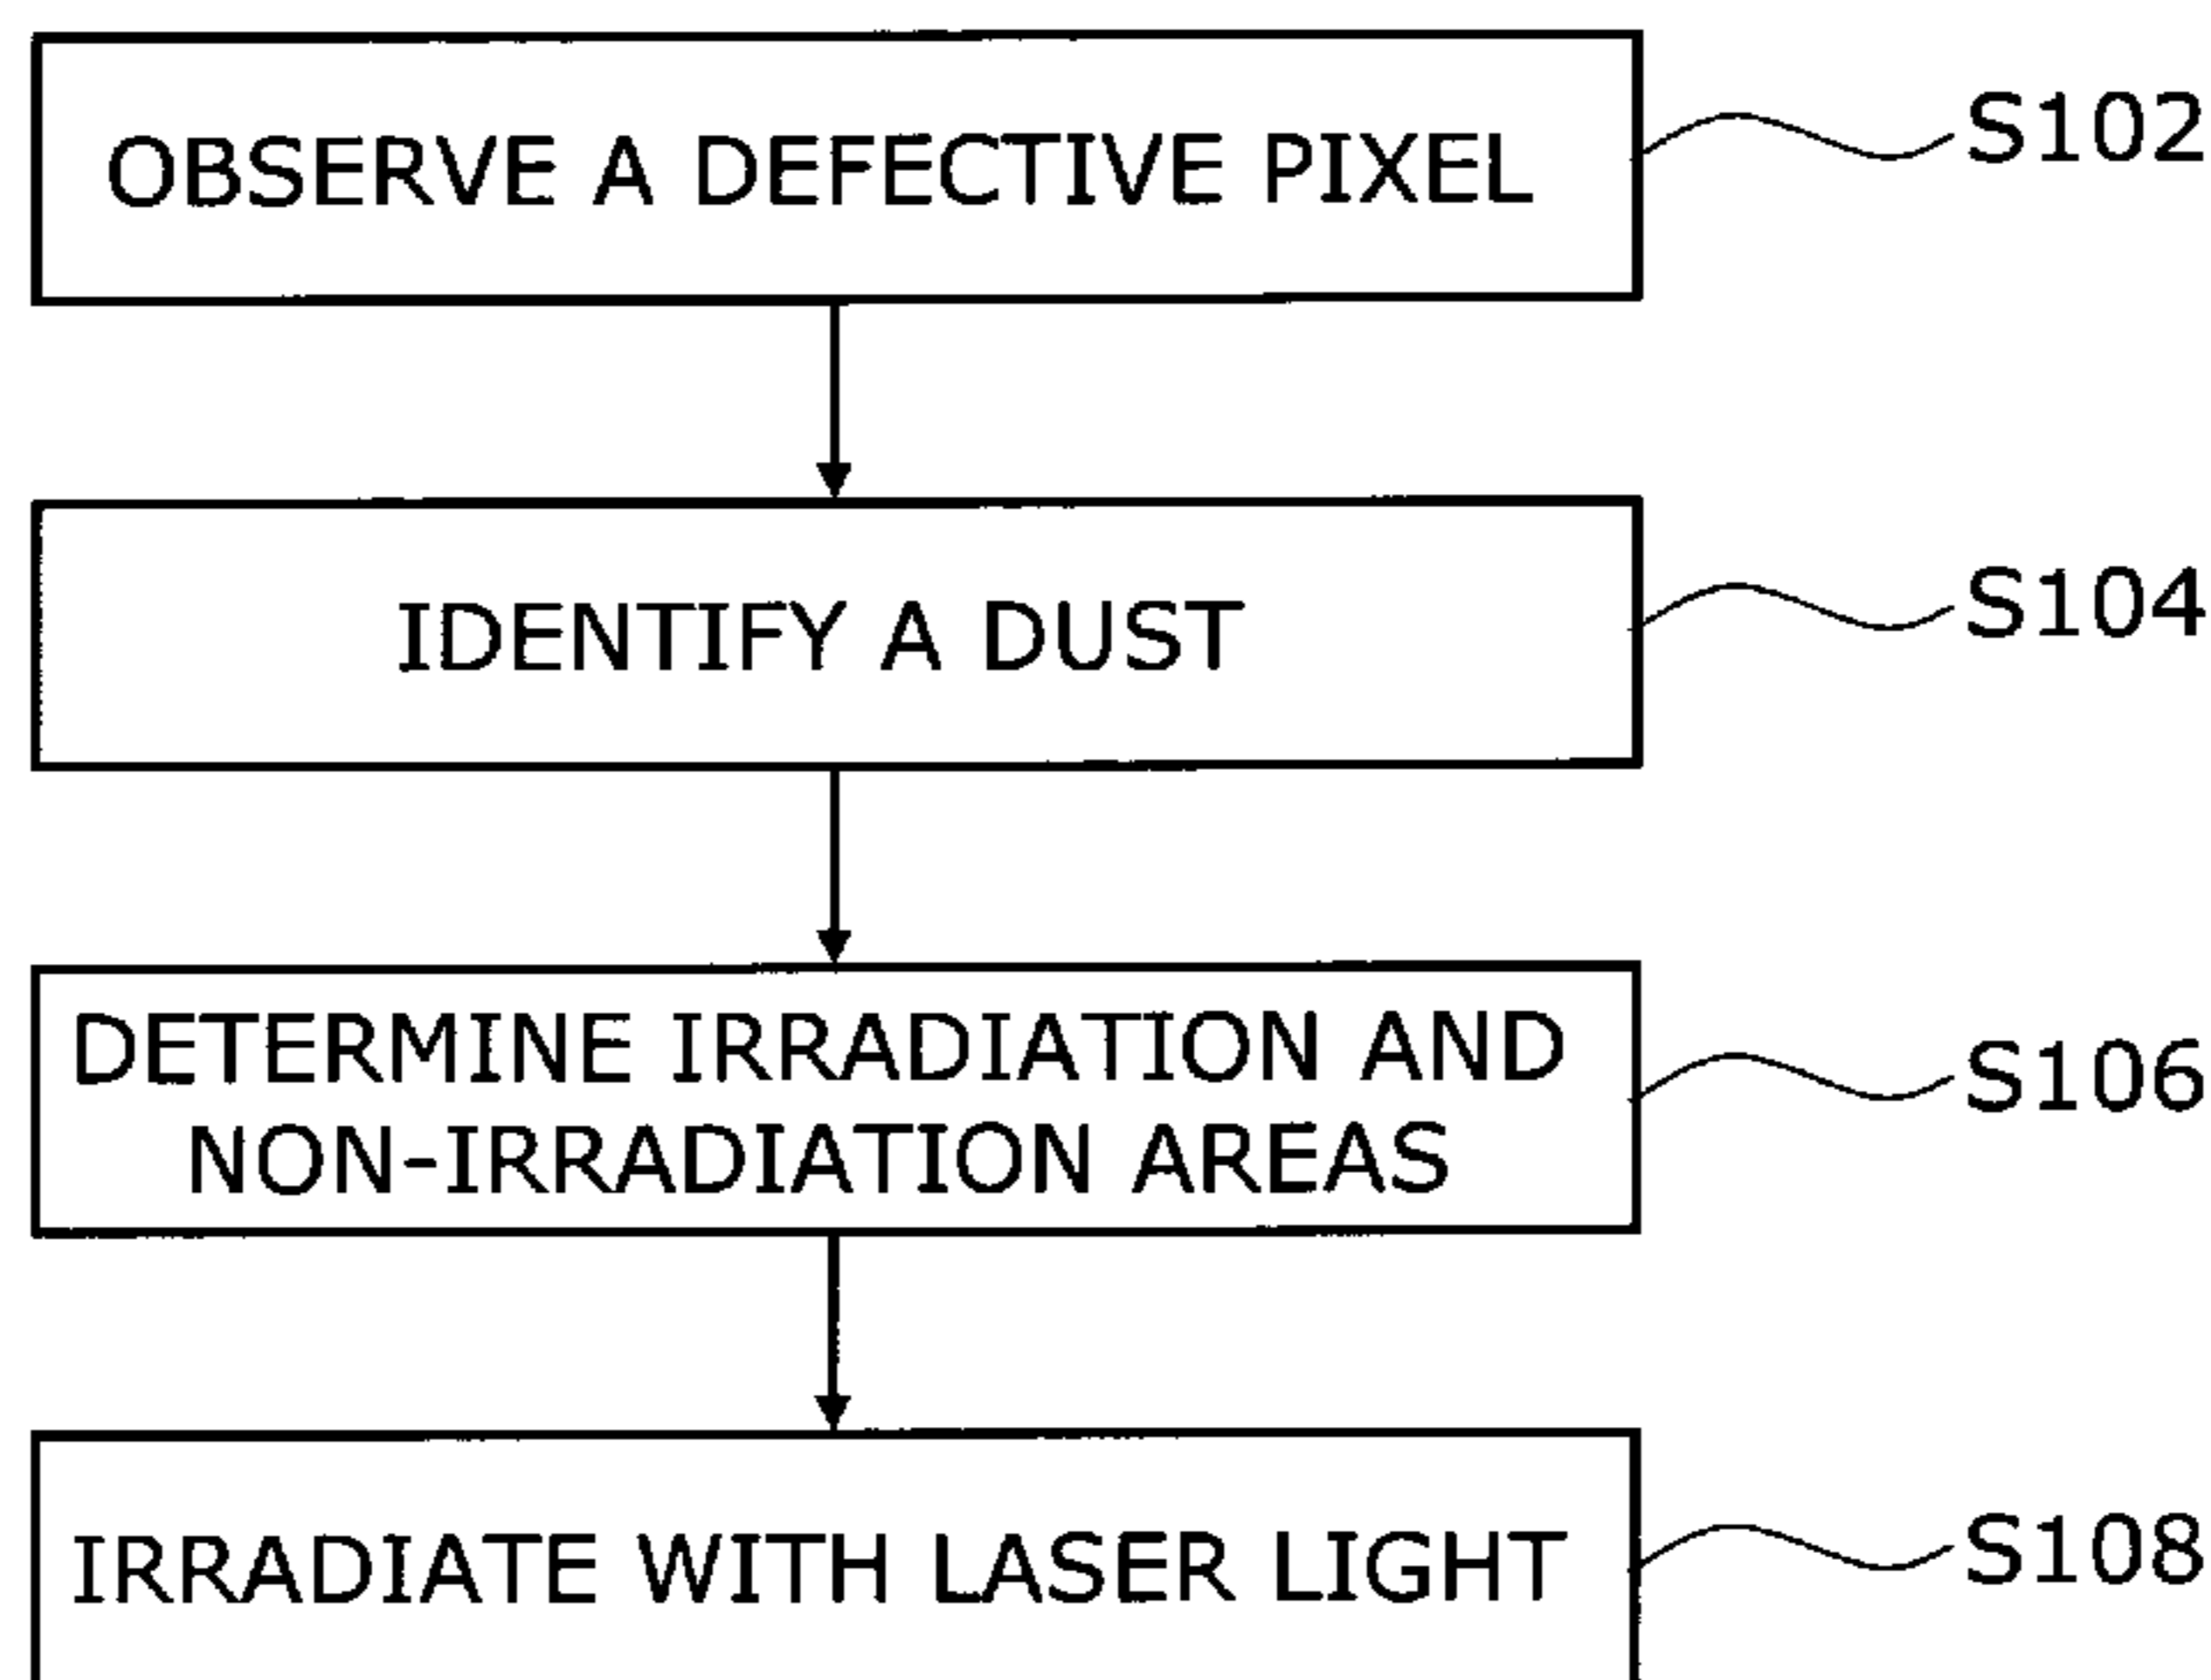 OBSERVE A DEFECTIVE PIXEL
S102
IDENTIFY A DUST
S104
DETERMINE IRRADIATION AND
NON-IRRADIATION AREAS
S106
IRRADIATE WITH LASER LIGHT
S108